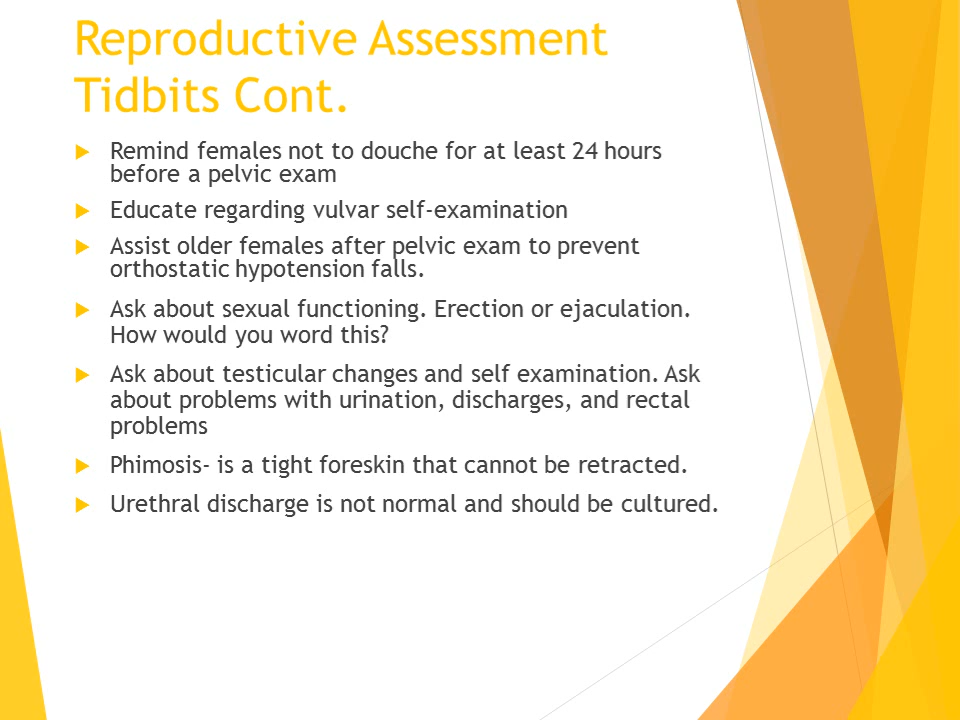 Reproductive Assessment
Tidbits Cont.
Remind females not to douche for at least 24 hours
before a pelvic exam
Educate regarding vulvar self-examination
Assist older females after pelvic exam to prevent
orthostatic hypotension falls.
Ask about sexual functioning. Erection or ejaculation.
How would you word this?
Ask about testicular changes and self examination. Ask
about problems with urination, discharges, and rectal
problems
Phimosis- is a tight foreskin that cannot be retracted.
Urethral discharge is not normal and should be cultured.